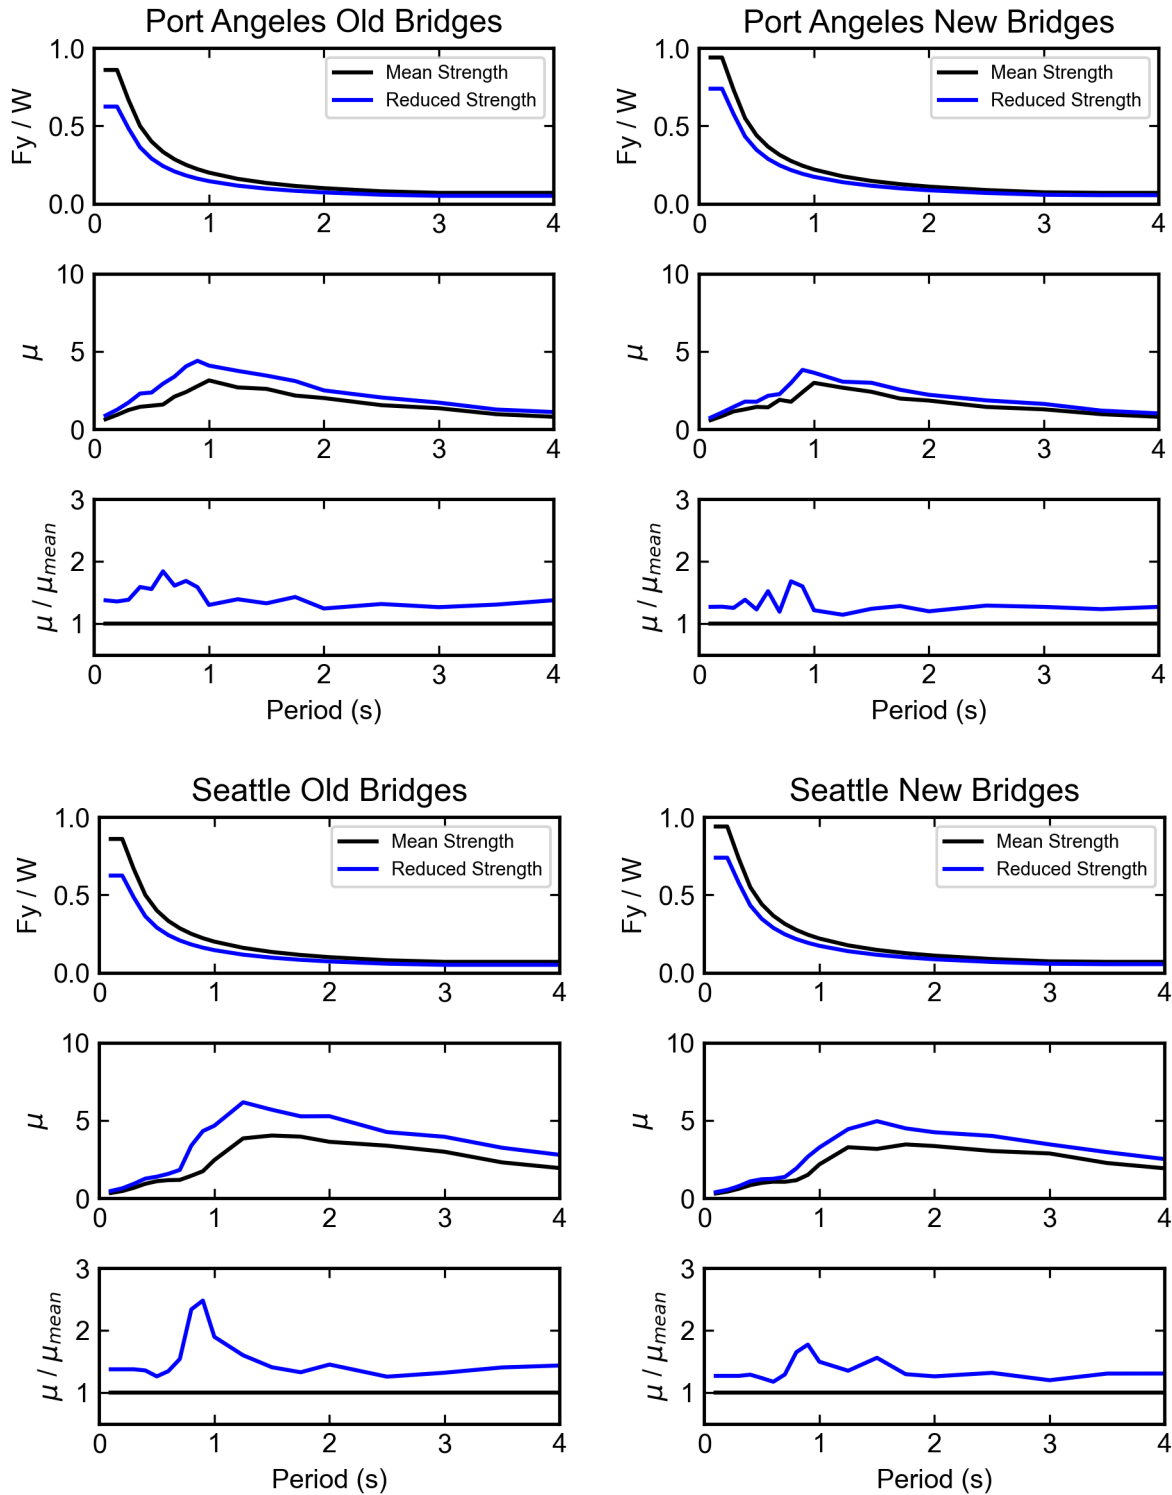 Port Angeles Old Bridges
1.0
0.5
0.0
Fy / W
Mean Strength
Reduced Strength
0 1 2 3 4
10
5
0
μ
0 1 2 3 4
3
2
1
μ / μmean
0 1 2 3 4
Period (s)
Port Angeles New Bridges
1.0
0.5
0.0
Fy / W
Mean Strength
Reduced Strength
0 1 2 3 4
10
5
0
μ
0 1 2 3 4
3
2
1
μ / μmean
0 1 2 3 4
Period (s)
Seattle Old Bridges
1.0
0.5
0.0
Fy / W
Mean Strength
Reduced Strength
0 1 2 3 4
10
5
0
μ
0 1 2 3 4
3
2
1
μ / μmean
0 1 2 3 4
Period (s)
Seattle New Bridges
1.0
0.5
0.0
Fy / W
Mean Strength
Reduced Strength
0 1 2 3 4
10
5
0
μ
0 1 2 3 4
3
2
1
μ / μmean
0 1 2 3 4
Period (s)